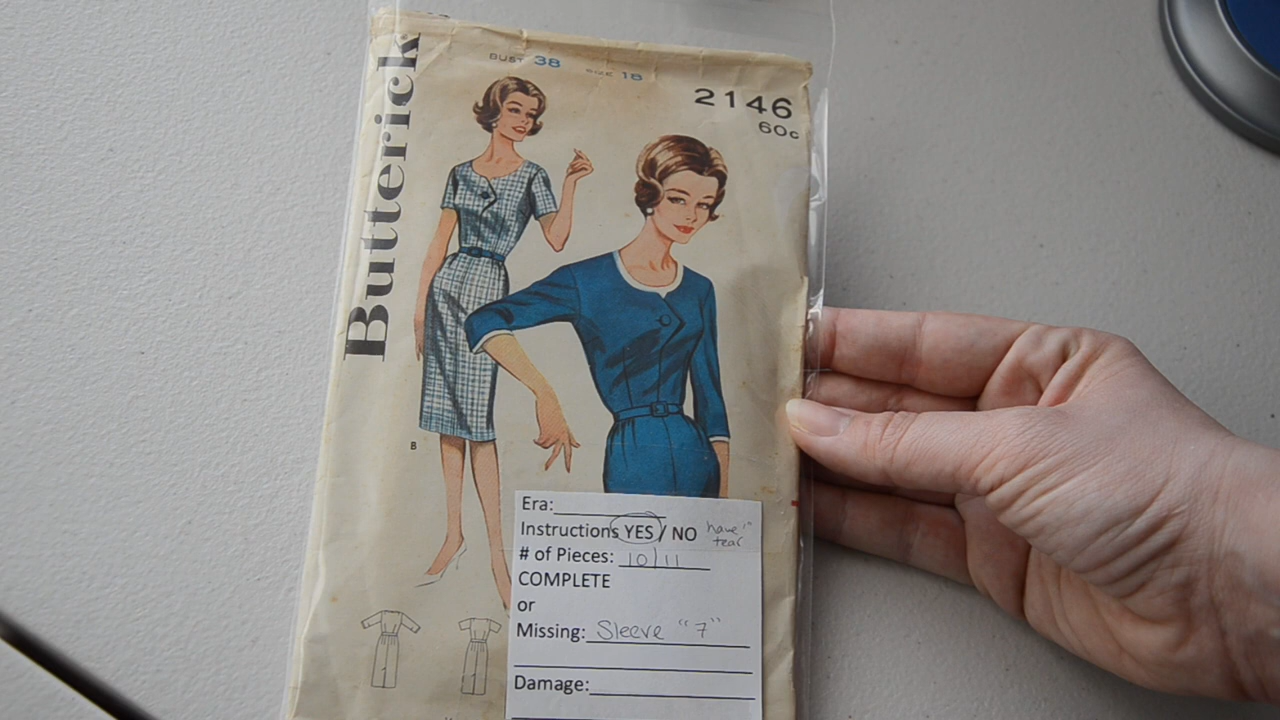 Butterick
BUST 38 SIZE 18
2146
60c
B
Era:
Instructions YES / NO have 1" tear
# of Pieces: 10/11
COMPLETE
or
Missing: Sleeve "7"
Damage: